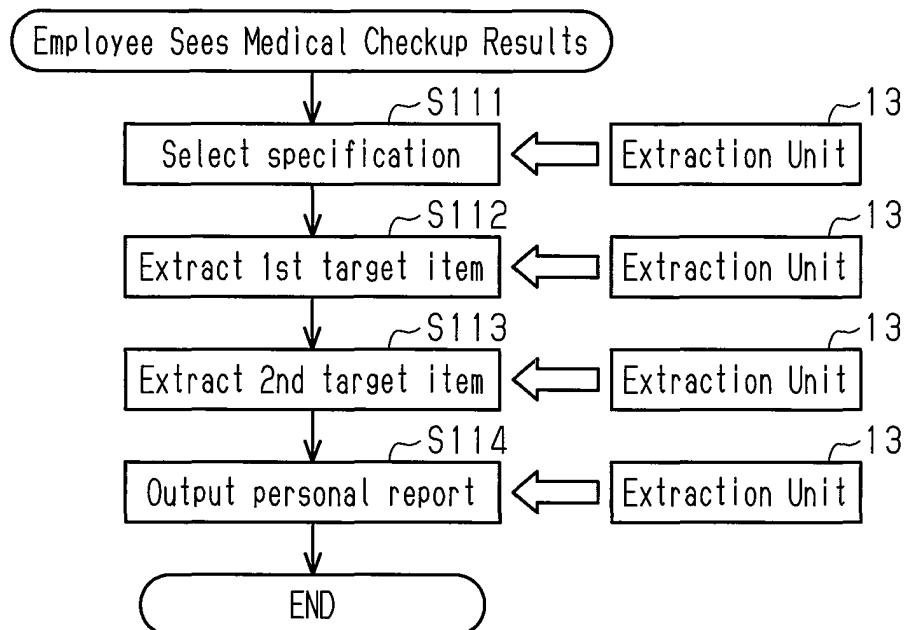 Employee Sees Medical Checkup Results
S111
13
Select specification
Extraction Unit
S112
13
Extract 1st target item
Extraction Unit
S113
13
Extract 2nd target item
Extraction Unit
S114
13
Output personal report
Extraction Unit
END